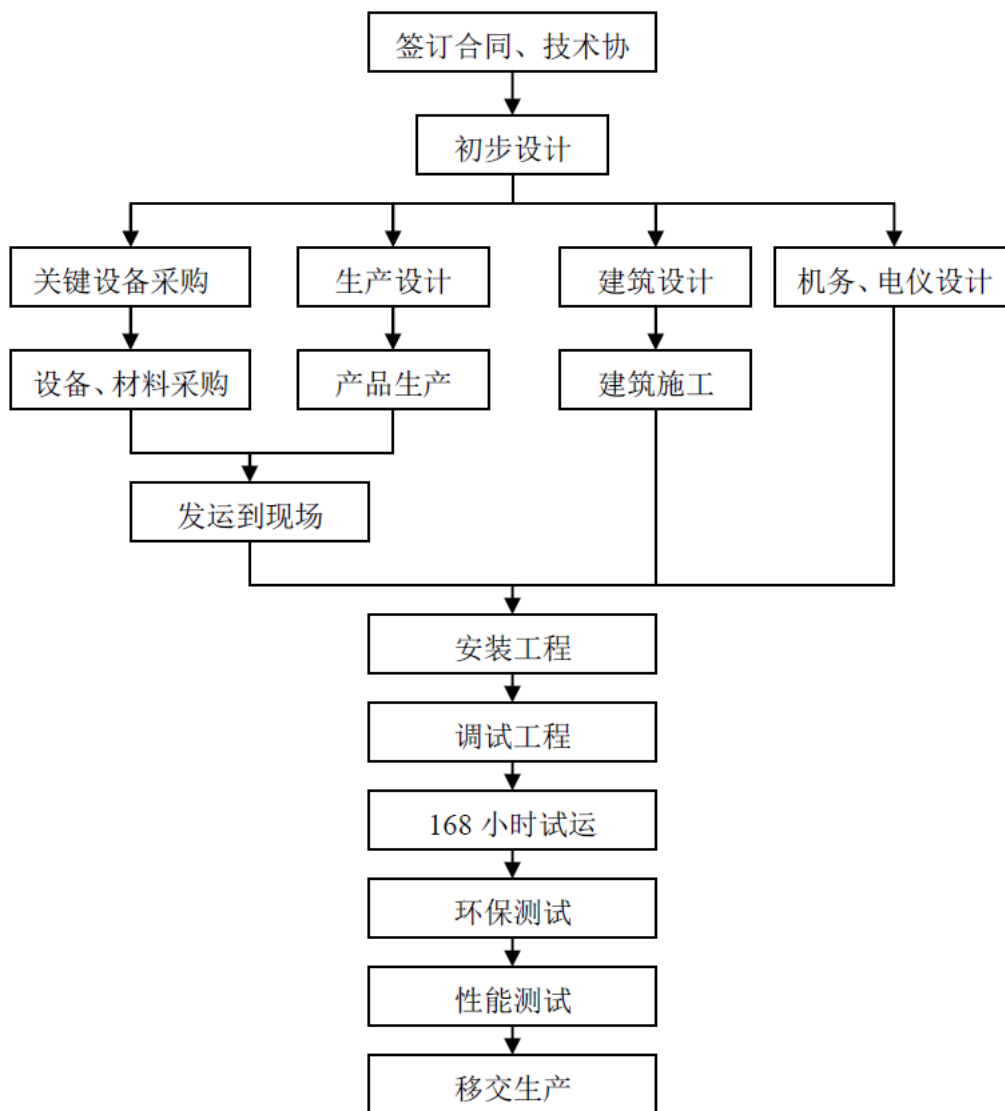 签订合同、技术协
初步设计
关键设备采购
生产设计
建筑设计
机务、电仪设计
设备、材料采购
产品生产
建筑施工
发运到现场
安装工程
调试工程
168 小时试运
环保测试
性能测试
移交生产